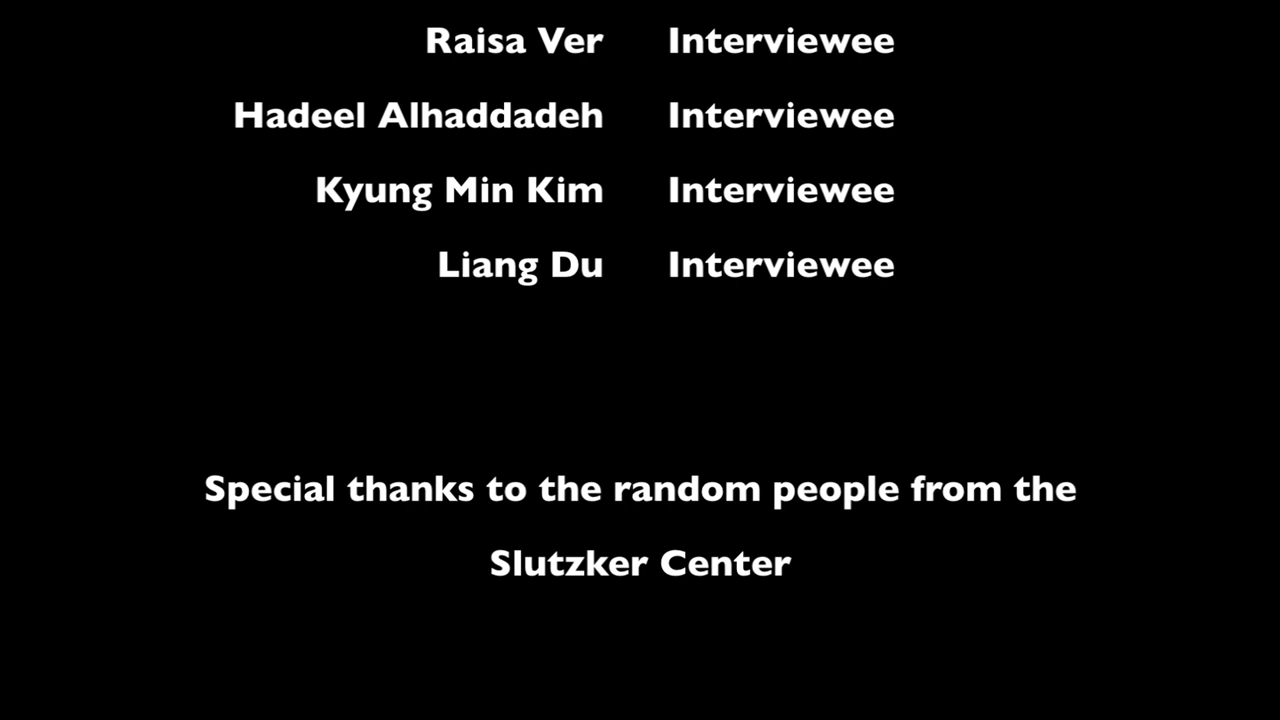 Raisa Ver Interviewee
Hadeel Alhaddadeh Interviewee
Kyung Min Kim Interviewee
Liang Du Interviewee
Special thanks to the random people from the
Slutzker Center